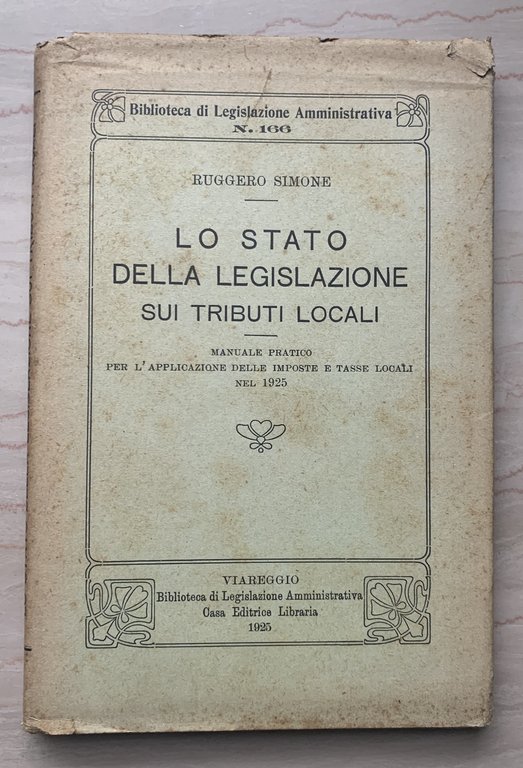 Biblioteca di Legislazione Amministrativa
N. 166
RUGGERO SIMONE
LO STATO
DELLA LEGISLAZIONE
SUI TRIBUTI LOCALI
MANUALE PRATICO
PER L'APPLICAZIONE DELLE IMPOSTE E TASSE LOCALI
NEL 1925
VIAREGGIO
Biblioteca di Legislazione Amministrativa
Casa Editrice Libraria
1925